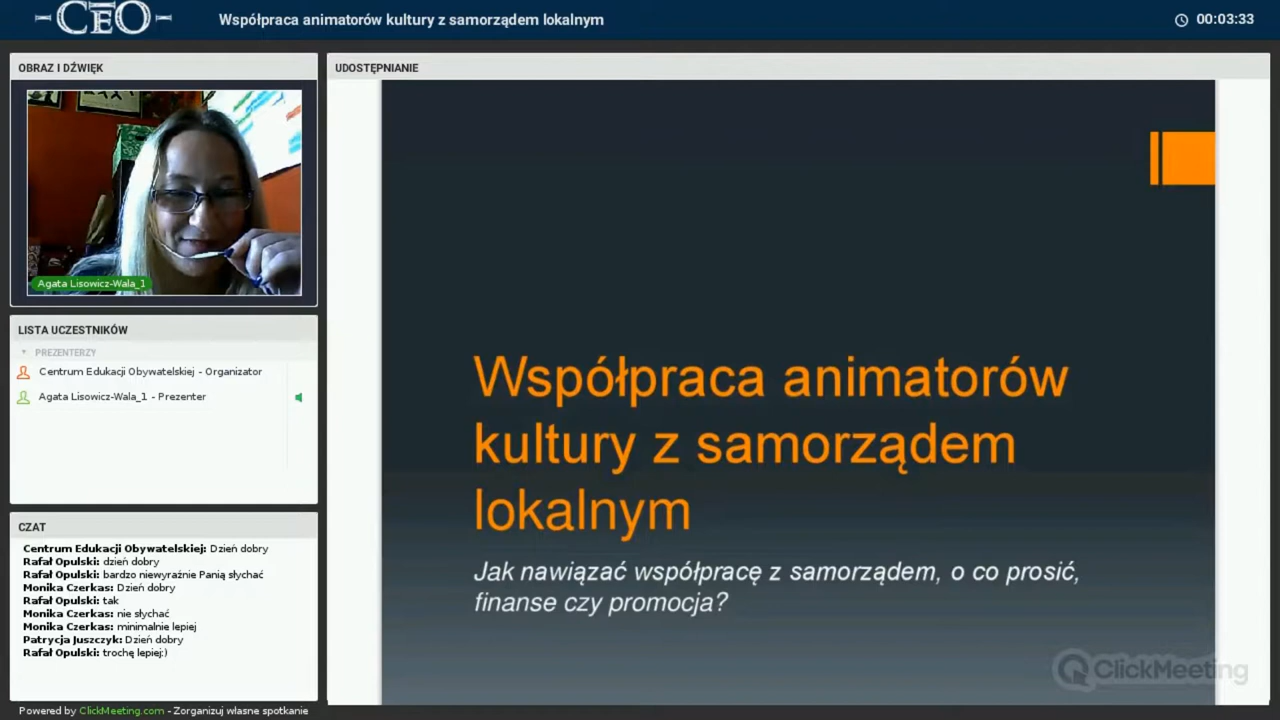 CEO
Współpraca animatorów kultury z samorządem lokalnym
00:03:33
OBRAZ I DŹWIĘK
Agata Lisowicz-Wala_1
LISTA UCZESTNIKÓW
PREZENTERZY
Centrum Edukacji Obywatelskiej - Organizator
Agata Lisowicz-Wala_1 - Prezenter
CZAT
Centrum Edukacji Obywatelskiej: Dzień dobry
Rafał Opulski: dzień dobry
Rafał Opulski: bardzo niewyraźnie Panią słychać
Monika Czerkas: Dzień dobry
Rafał Opulski: tak
Monika Czerkas: nie słychać
Monika Czerkas: minimalnie lepiej
Patrycja Juszczyk: Dzień dobry
Rafał Opulski: trochę lepiej:)
Powered by ClickMeeting.com - Zorganizuj własne spotkanie
UDOSTĘPNIANIE
Współpraca animatorów
kultury z samorządem
lokalnym
Jak nawiązać współpracę z samorządem, o co prosić,
finanse czy promocja?
ClickMeeting